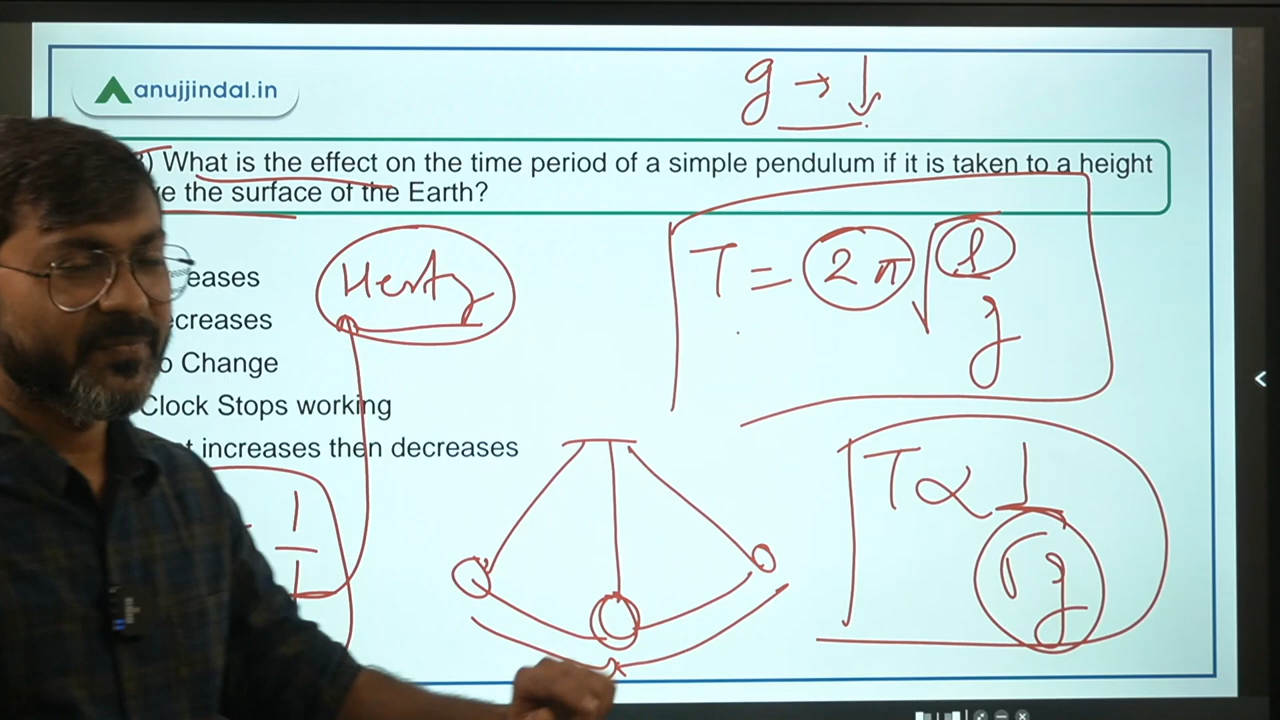 anujjindal.in
g → ↓
) What is the effect on the time period of a simple pendulum if it is taken to a height
e the surface of the Earth?
T = 2π √l/g
eases
Hertz
creases
o Change
Clock Stops working
t increases then decreases
T ∝ 1/√g